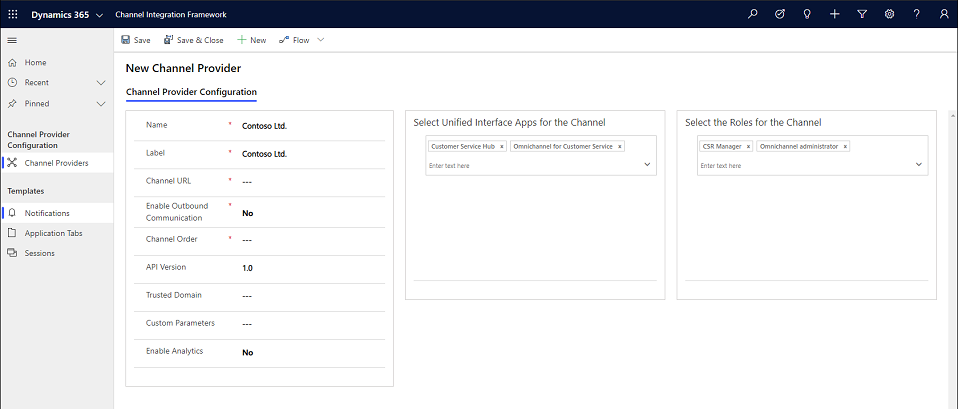 Dynamics 365 Channel Integration Framework
Save Save & Close New Flow
Home
Recent
Pinned
Channel Provider
Configuration
Channel Providers
Templates
Notifications
Application Tabs
Sessions
New Channel Provider
Channel Provider Configuration
Name * Contoso Ltd.
Label * Contoso Ltd.
Channel URL * ---
Enable Outbound * 
Communication No
Channel Order * ---
API Version 1.0
Trusted Domain ---
Custom Parameters ---
Enable Analytics No
Select Unified Interface Apps for the Channel
Customer Service Hub x Omnichannel for Customer Service x
Enter text here
Select the Roles for the Channel
CSR Manager x Omnichannel administrator x
Enter text here